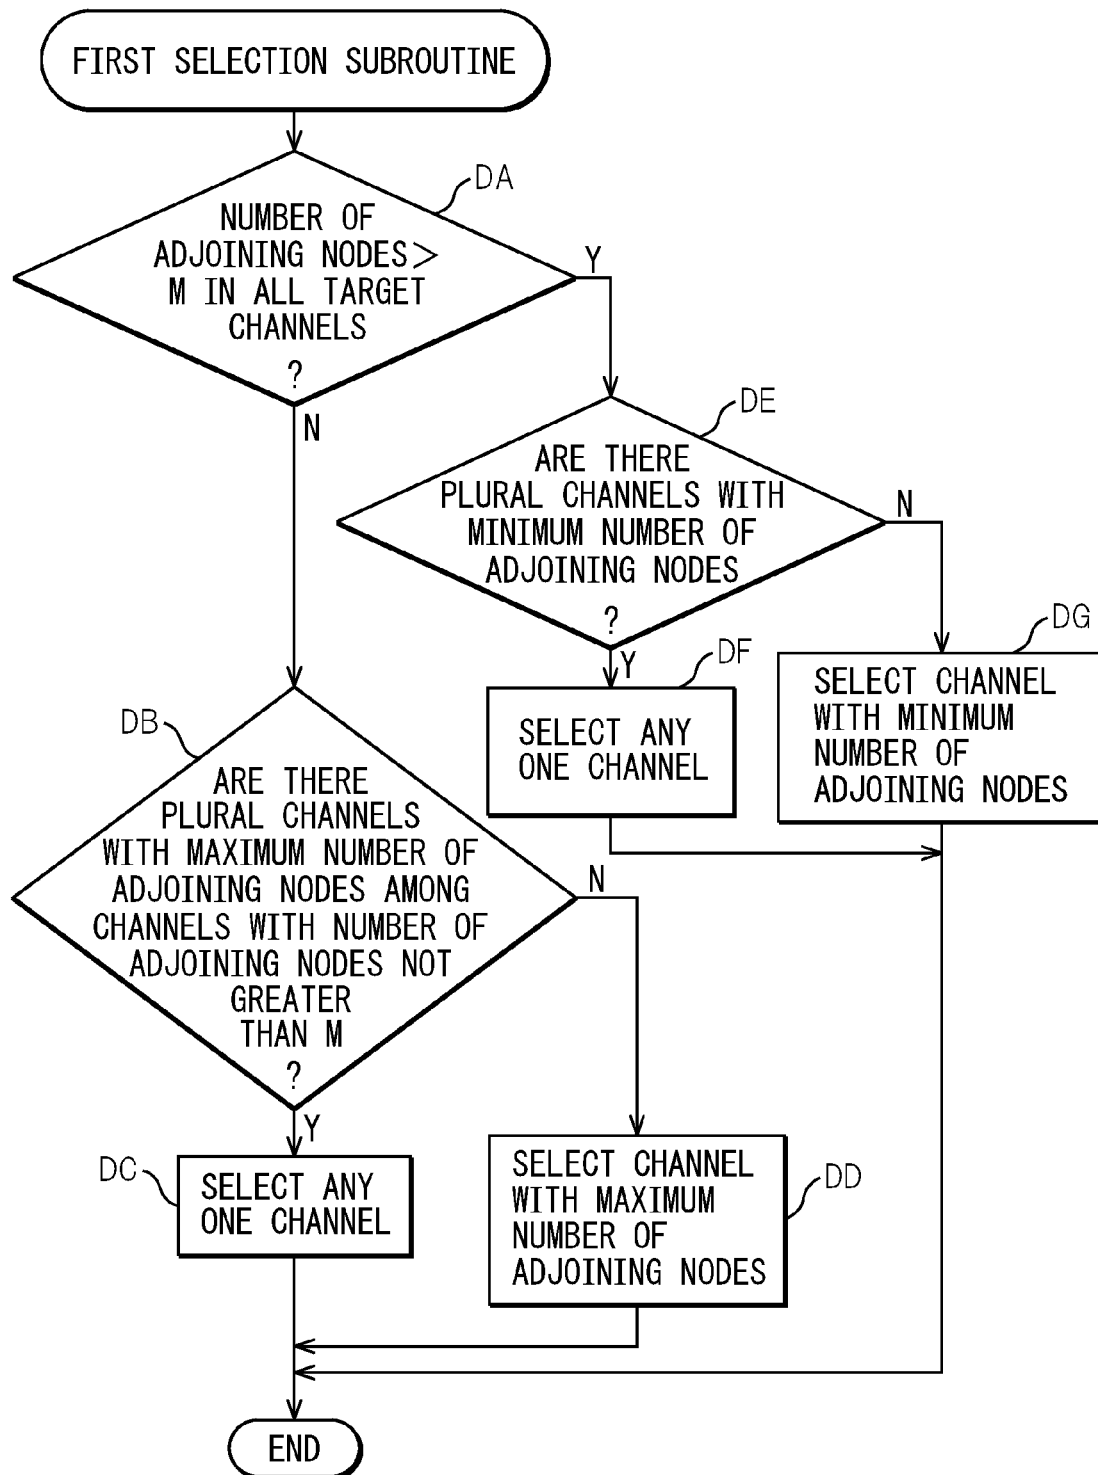 FIRST SELECTION SUBROUTINE
DA
NUMBER OF
ADJOINING NODES>
M IN ALL TARGET
CHANNELS
?
Y
N
DE
ARE THERE
PLURAL CHANNELS WITH
MINIMUM NUMBER OF
ADJOINING NODES
?
N
Y
DF
SELECT ANY
ONE CHANNEL
DG
SELECT CHANNEL
WITH MINIMUM
NUMBER OF
ADJOINING NODES
DB
ARE THERE
PLURAL CHANNELS
WITH MAXIMUM NUMBER OF
ADJOINING NODES AMONG
CHANNELS WITH NUMBER OF
ADJOINING NODES NOT
GREATER
THAN M
?
N
Y
DC
SELECT ANY
ONE CHANNEL
DD
SELECT CHANNEL
WITH MAXIMUM
NUMBER OF
ADJOINING NODES
END